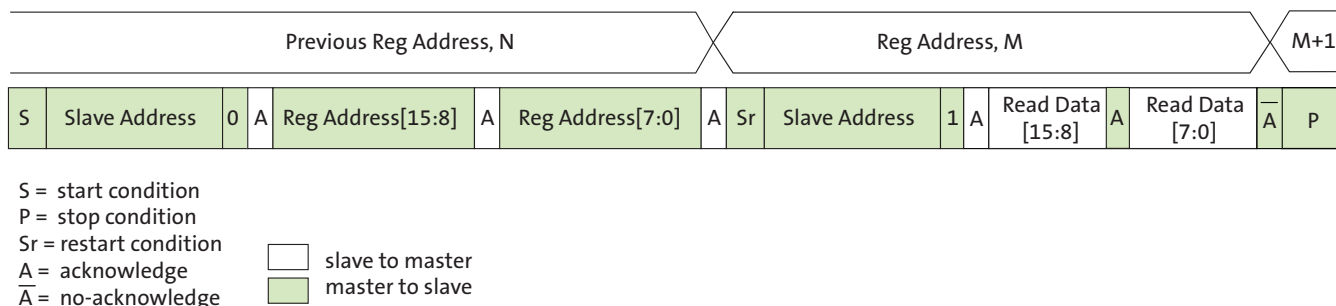 Previous Reg Address, N Reg Address, M M+1
S Slave Address 0 A Reg Address[15:8] A Reg Address[7:0] A Sr Slave Address 1 A Read Data [15:8] A Read Data [7:0] A̅ P
S = start condition
P = stop condition
Sr = restart condition
A = acknowledge
A̅ = no-acknowledge
slave to master
master to slave